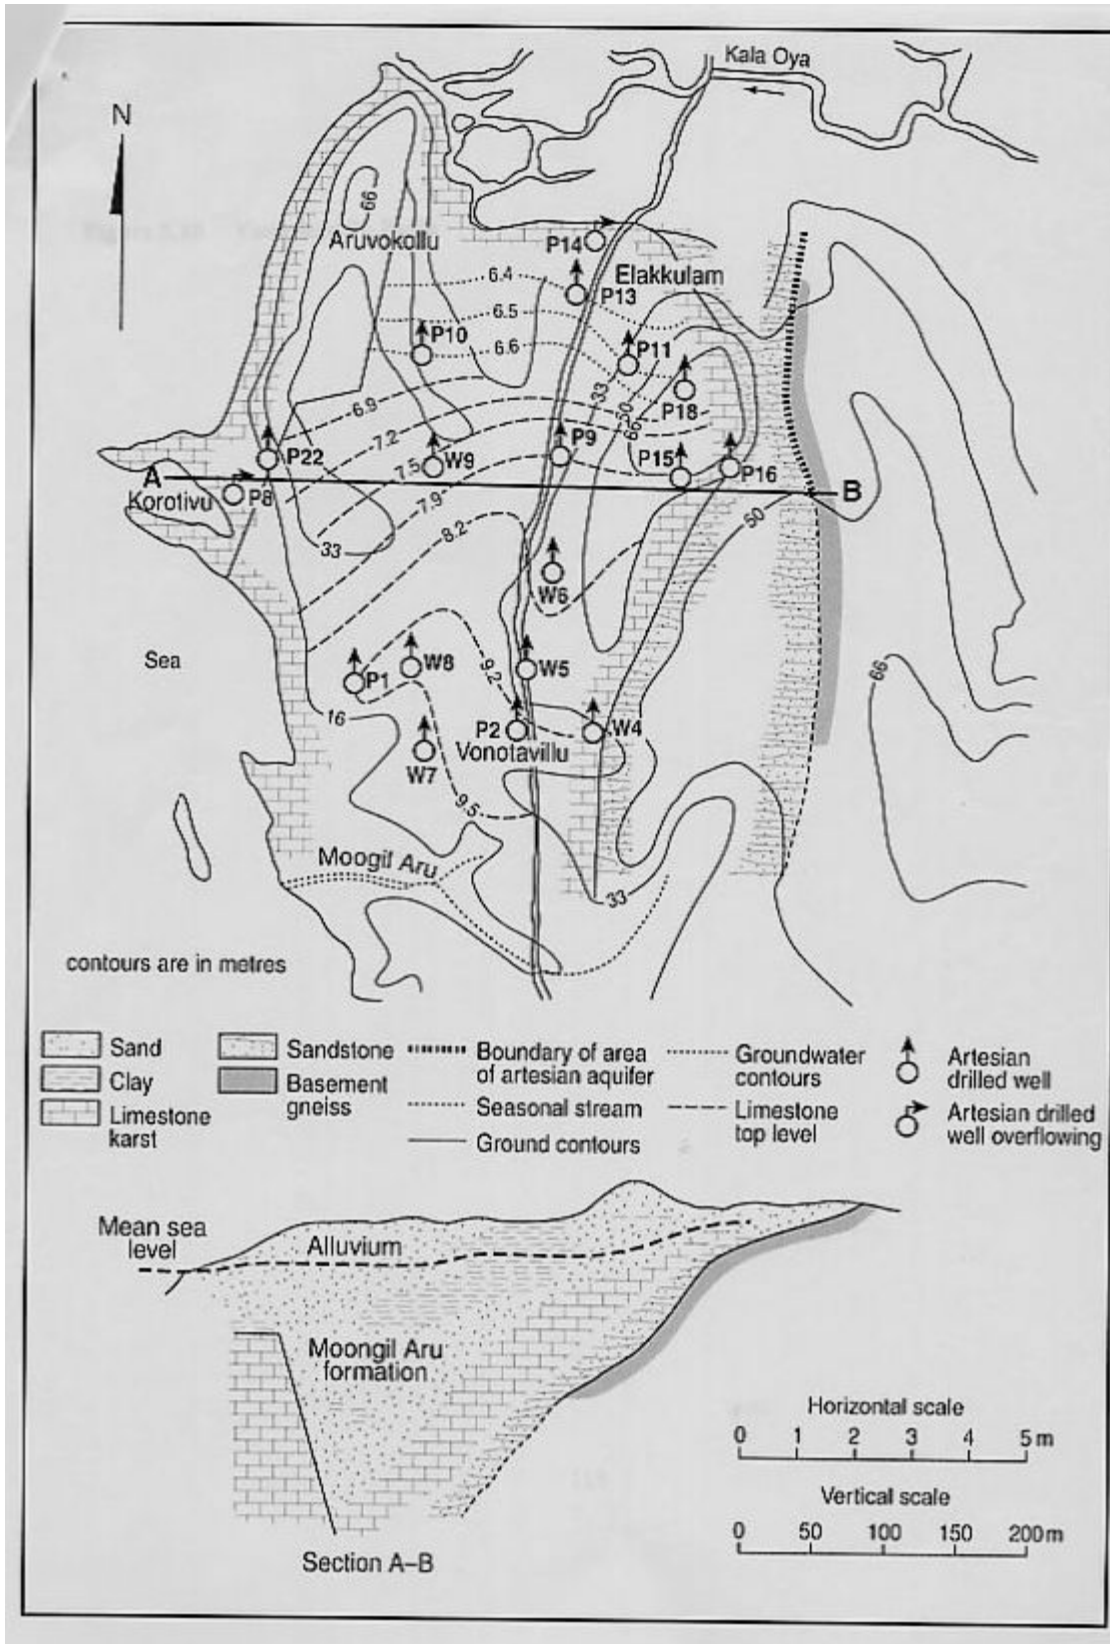 Kala Oya
N
66
Aruvokollu
P14
Elakkulam
6.4
P13
6.5
P10
6.6
P11
P18
33
50
66
6.9
7.2
P9
P22
7.5
W9
P15
P16
A
B
Korotivu
P8
7.9
50
8.2
33
W6
Sea
P1
W8
9.2
W5
66
16
P2
W4
Vonotavillu
W7
9.5
Moogil Aru
33
contours are in metres
Sand
Clay
Limestone
karst
Sandstone
Basement
gneiss
Boundary of area
of artesian aquifer
Seasonal stream
Ground contours
Groundwater
contours
Limestone
top level
Artesian
drilled well
Artesian drilled
well overflowing
Mean sea
level
Alluvium
Moongil Aru
formation
Section A–B
Horizontal scale
0 1 2 3 4 5 m
Vertical scale
0 50 100 150 200 m